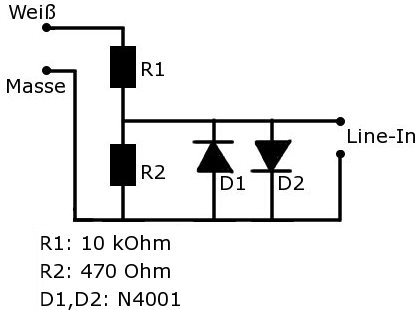 Weiß
R1
Masse
Line-In
R2
D1
D2
R1: 10 kOhm
R2: 470 Ohm
D1,D2: N4001